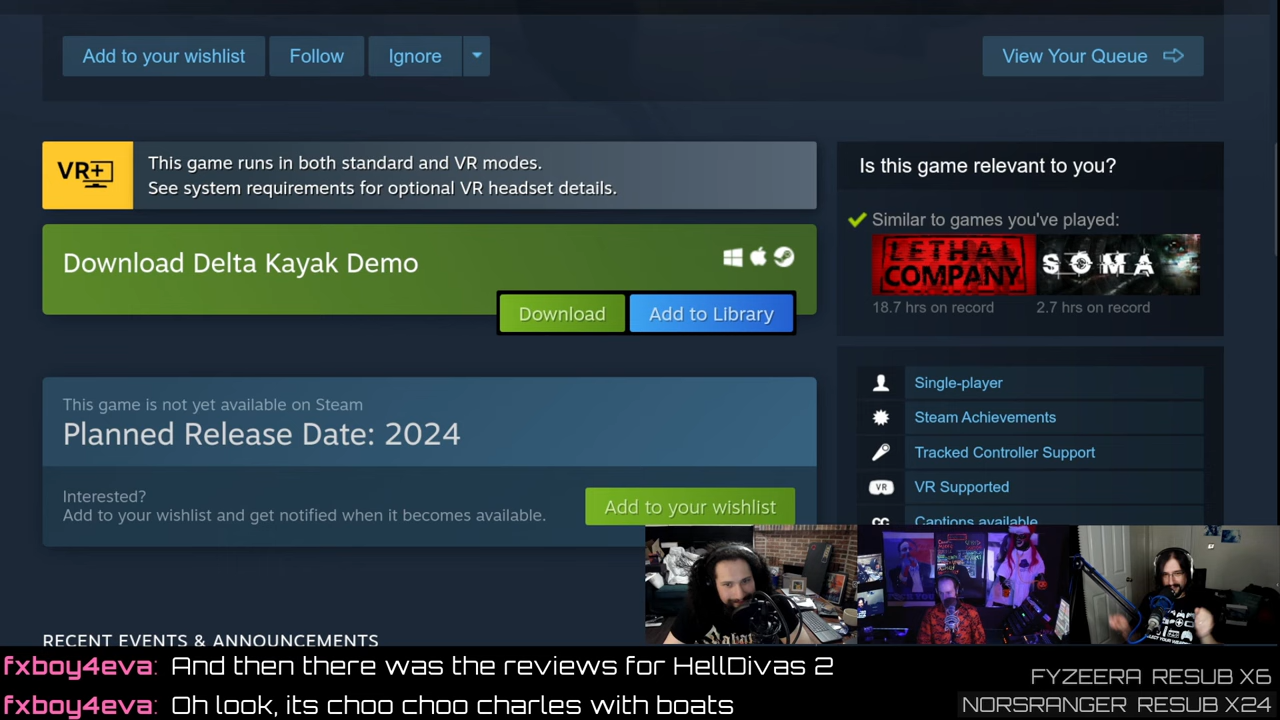 Add to your wishlist
Follow
Ignore
View Your Queue
VR+
This game runs in both standard and VR modes.
See system requirements for optional VR headset details.
Is this game relevant to you?
Similar to games you've played:
LETHAL COMPANY
SOMA
18.7 hrs on record
2.7 hrs on record
Download Delta Kayak Demo
Download
Add to Library
This game is not yet available on Steam
Planned Release Date: 2024
Interested?
Add to your wishlist and get notified when it becomes available.
Add to your wishlist
Single-player
Steam Achievements
Tracked Controller Support
VR
VR Supported
CC
Captions available
RECENT EVENTS & ANNOUNCEMENTS
fxboy4eva: And then there was the reviews for HellDivas 2
fxboy4eva: Oh look, its choo choo charles with boats
FYZEERA RESUB X6
NORSRANGER RESUB X24